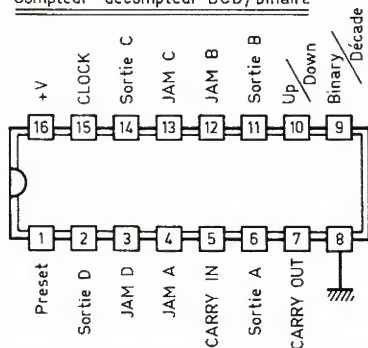 Compteur - décompteur BCD/Binaire
+V
CLOCK
Sortie C
JAM C
JAM B
Sortie B
Up/
Down
Binary/
Décade
16 15 14 13 12 11 10 9
1 2 3 4 5 6 7 8
Preset
Sortie D
JAM D
JAM A
CARRY IN
Sortie A
CARRY OUT